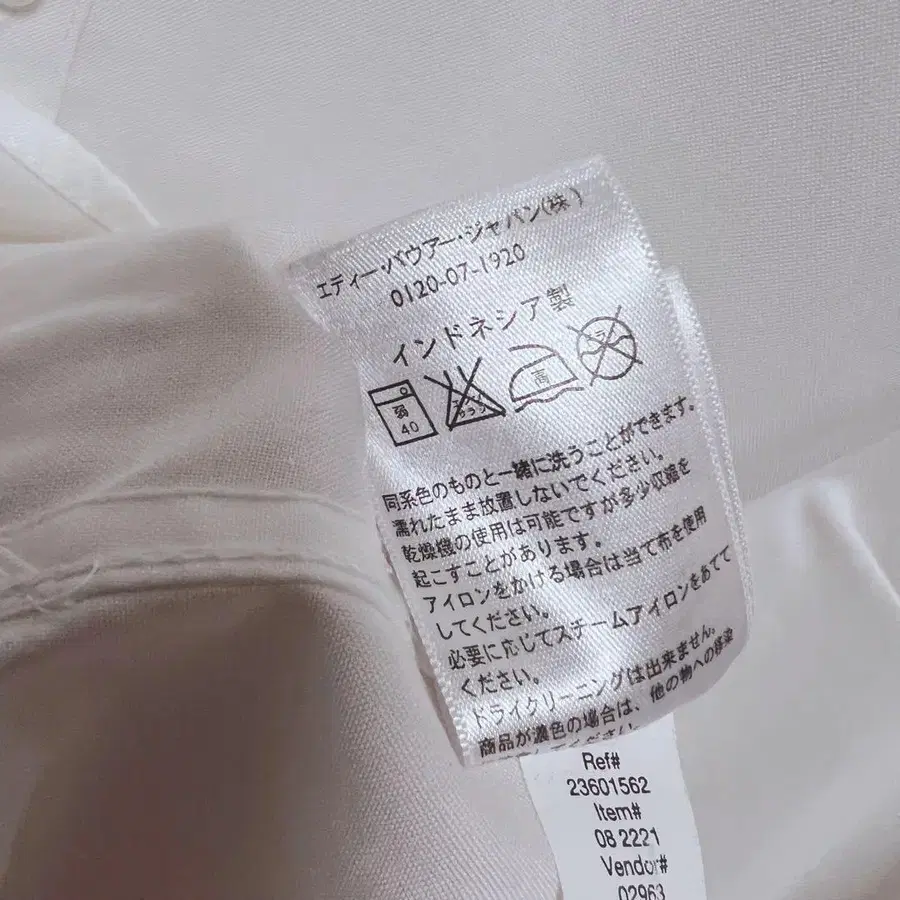 エディー・バウアー・ジャパン(株)
0120-07-1920
インドネシア製
弱
40
高
ドライ
同系色のものと一緒に洗うことができます。
濡れたまま放置しないでください。
乾燥機の使用は可能ですが多少収縮を
起こすことがあります。
アイロンをかける場合は当て布を使用
してください。
必要に応じてスチームアイロンをあてて
ください。
ドライクリーニングは出来ません。
商品が濃色の場合は、他の物への移染
Ref#
23601562
Item#
08 2221
Vendor#
02963